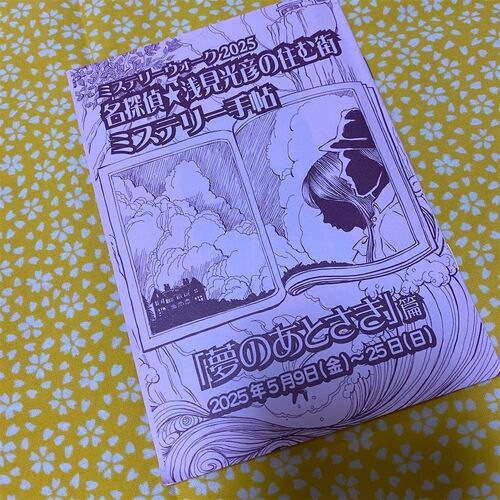 ミステリーウォーク2025
名探偵★浅見光彦の住む街
ミステリー手帖
「夢のあとさき」篇
2025年5月9日(金)~25日(日)